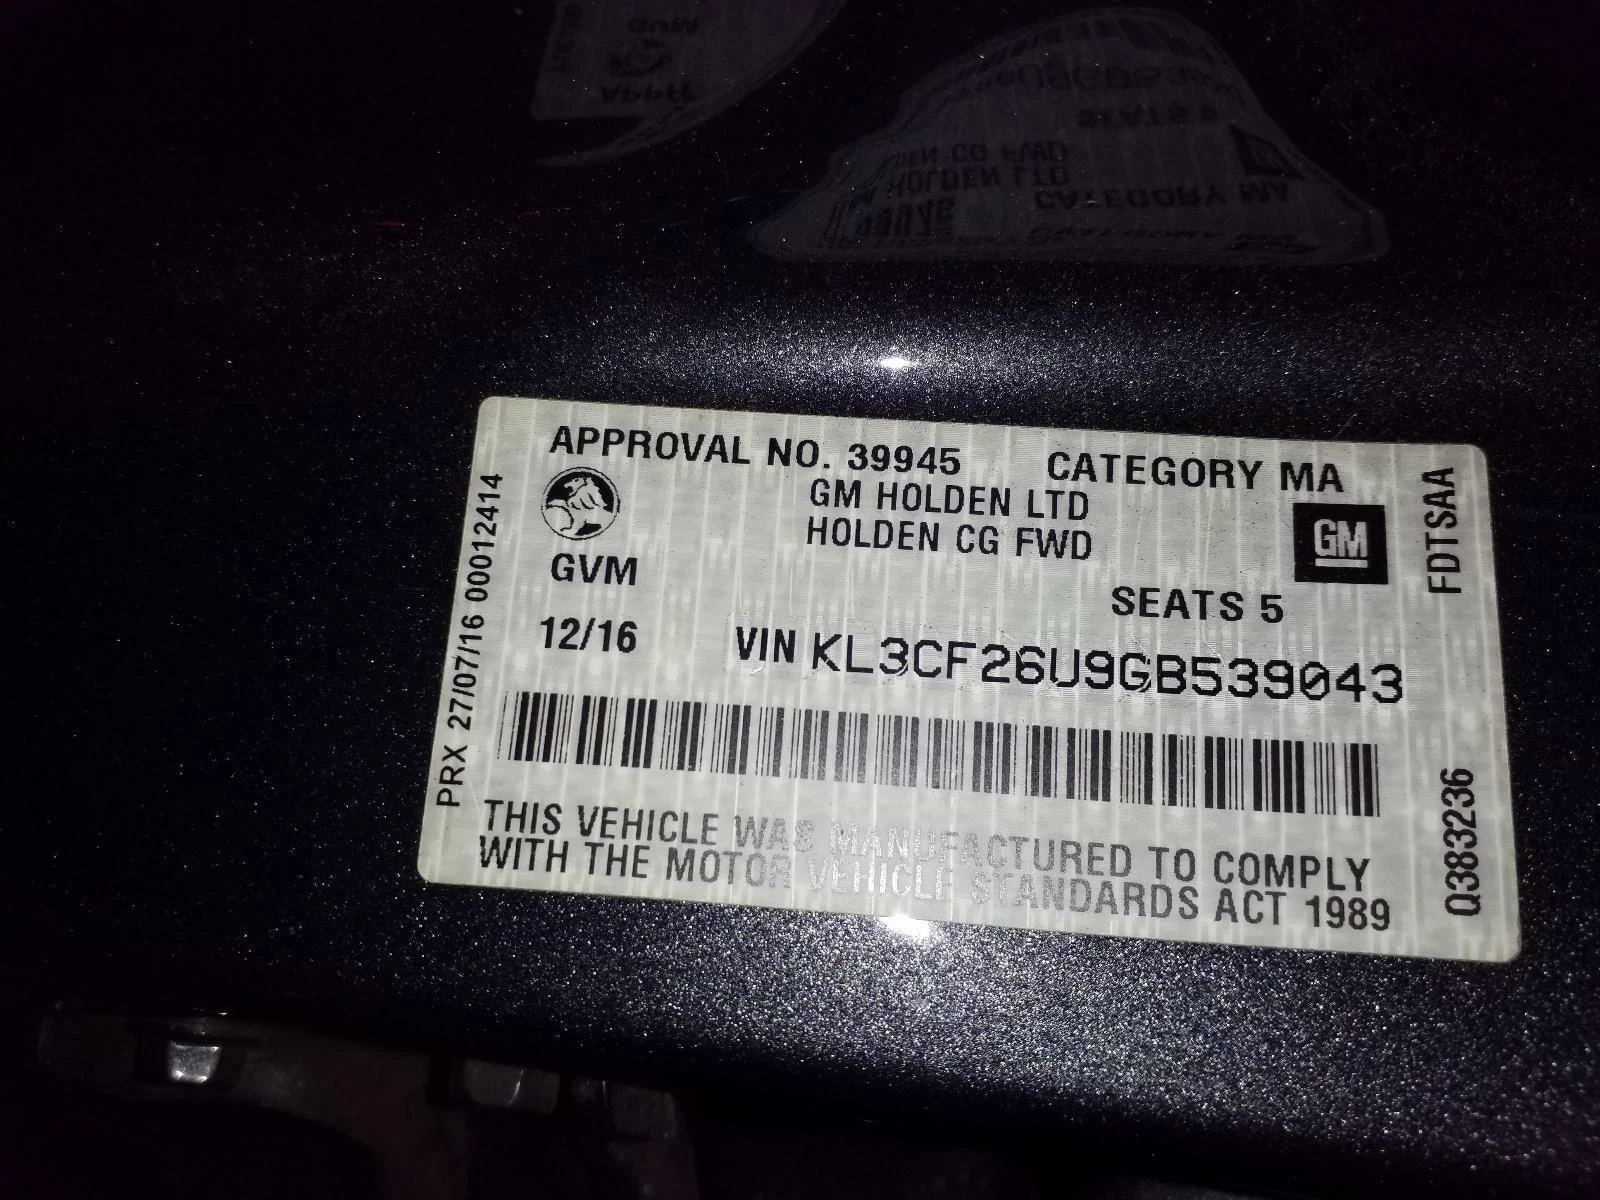 APPROVAL NO. 39945 CATEGORY MA
GM HOLDEN LTD
HOLDEN CG FWD
GM
GVM
SEATS 5
12/16
VIN KL3CF26U9GB539043
THIS VEHICLE WAS MANUFACTURED TO COMPLY
WITH THE MOTOR VEHICLE STANDARDS ACT 1989
PRX 27/07/16 00012414
FDTSAA
Q383236